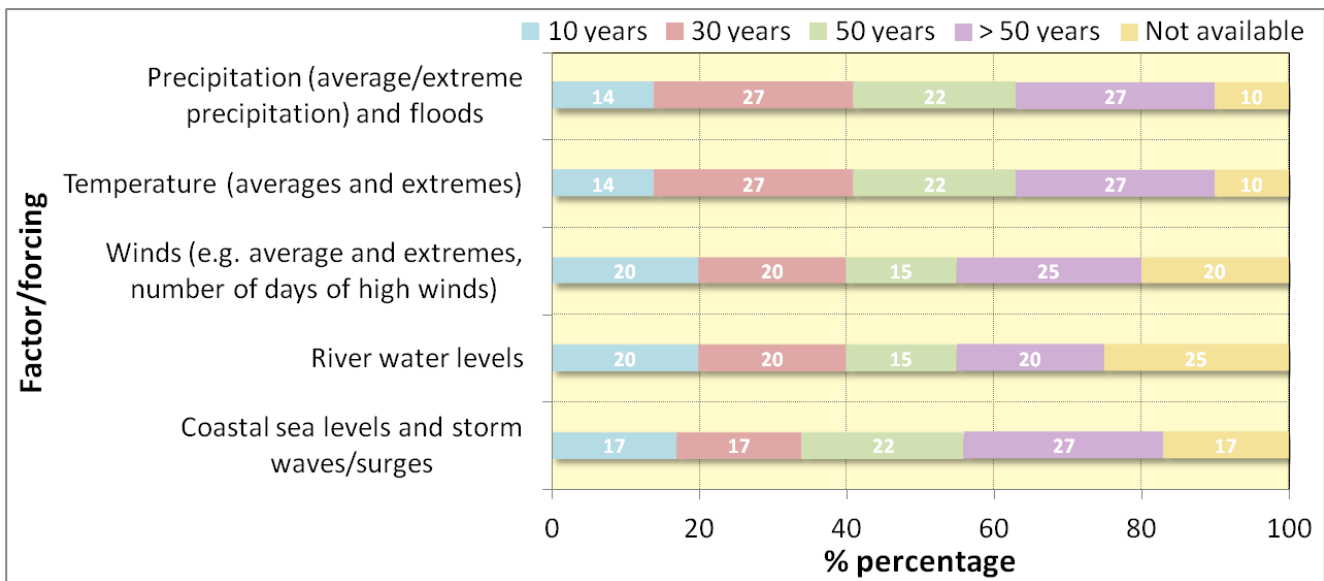 10 years 30 years 50 years > 50 years Not available
Factor/forcing
Precipitation (average/extreme
precipitation) and floods
14 27 22 27 10
Temperature (averages and extremes)
14 27 22 27 10
Winds (e.g. average and extremes,
number of days of high winds)
20 20 15 25 20
River water levels
20 20 15 20 25
Coastal sea levels and storm
waves/surges
17 17 22 27 17
0 20 40 60 80 100
% percentage